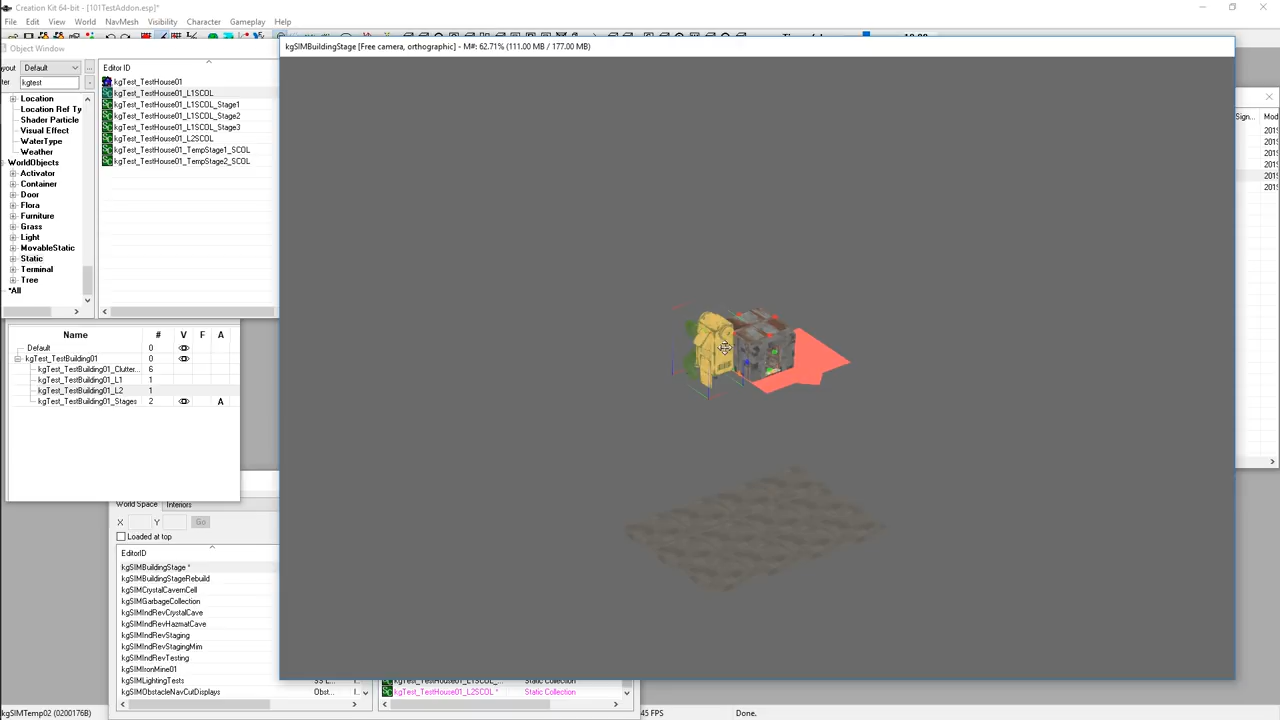 Creation Kit 64-bit - [101TestAddon.esp]*
File Edit View World NavMesh Visibility Character Gameplay Help
Object Window
kgSIMBuildingStage [Free camera, orthographic] - M#: 62.71% (111.00 MB / 177.00 MB)
Default
Editor ID
kgtest
kgTest_TestHouse01
kgTest_TestHouse01_L1SCOL
kgTest_TestHouse01_L1SCOL_Stage1
kgTest_TestHouse01_L1SCOL_Stage2
kgTest_TestHouse01_L1SCOL_Stage3
kgTest_TestHouse01_L2SCOL
kgTest_TestHouse01_TempStage1_SCOL
kgTest_TestHouse01_TempStage2_SCOL
Location
Location Ref Ty
Shader Particle
Visual Effect
WaterType
Weather
WorldObjects
Activator
Container
Door
Flora
Furniture
Grass
Light
MovableStatic
Static
Terminal
Tree
*All
Sign... Mod
Name # V F A
Default 0
kgTest_TestBuilding01 0
kgTest_TestBuilding01_Clutter... 6
kgTest_TestBuilding01_L1 1
kgTest_TestBuilding01_L2 1
kgTest_TestBuilding01_Stages 2 A
World Space Interiors
X Y Go
Loaded at top
EditorID
kgSIMBuildingStage *
kgSIMBuildingStageRebuild
kgSIMCrystalCavernCell
kgSIMGarbageCollection
kgSIMIndRevCrystalCave
kgSIMIndRevHazmatCave
kgSIMIndRevStaging
kgSIMIndRevStagingMim
kgSIMIndRevTesting
kgSIMIronMine01
kgSIMLightingTests
kgSIMObstacleNavCutDisplays Obst...
kgTest_TestHouse01_L1SCOL_... Static Collection
kgTest_TestHouse01_L2SCOL * Static Collection
kgSIMTemp02 (0200176B)
45 FPS
Done.